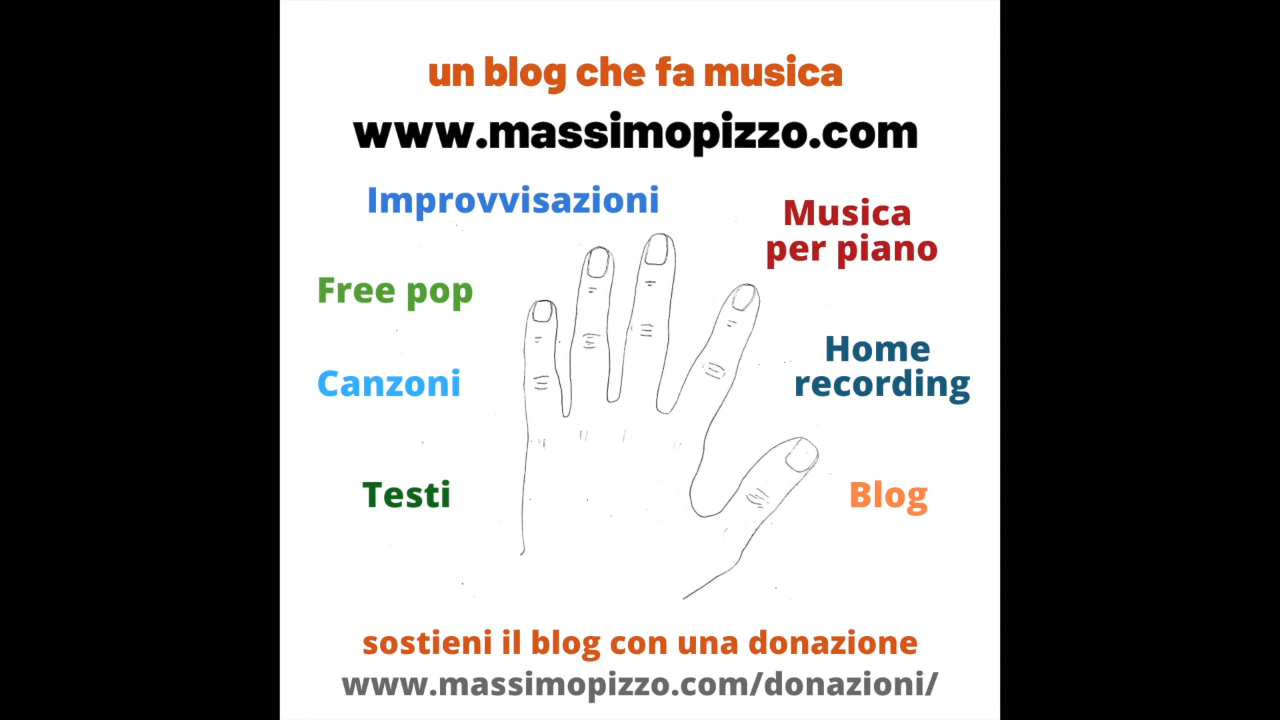 un blog che fa musica
www.massimopizzo.com
Improvvisazioni
Musica
per piano
Free pop
Home
recording
Canzoni
Testi
Blog
sostieni il blog con una donazione
www.massimopizzo.com/donazioni/